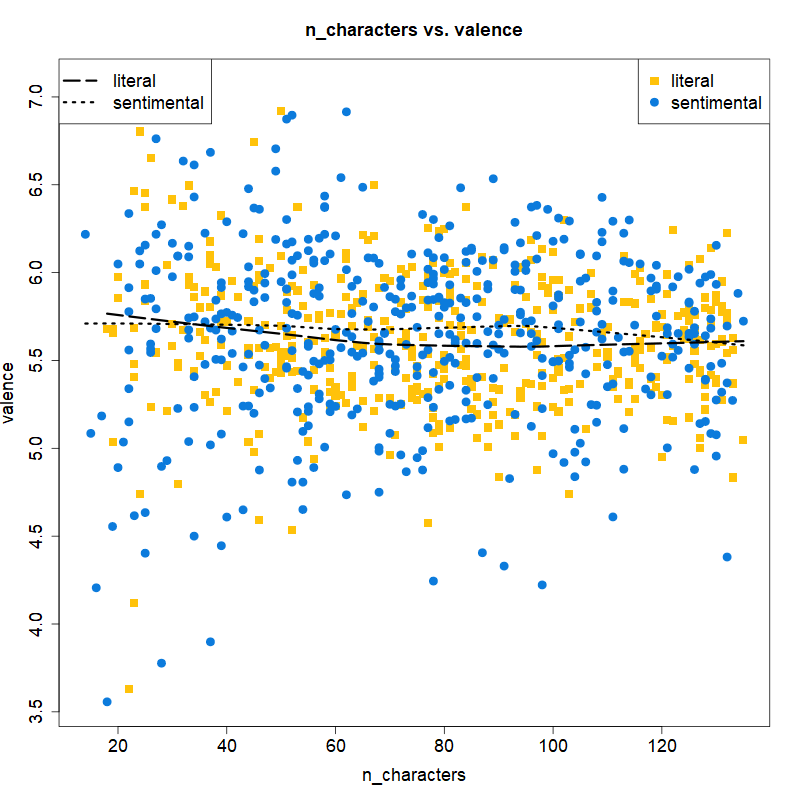 n_characters vs. valence
literal
sentimental
literal
sentimental
valence
7.0
6.5
6.0
5.5
5.0
4.5
4.0
3.5
20 40 60 80 100 120
n_characters